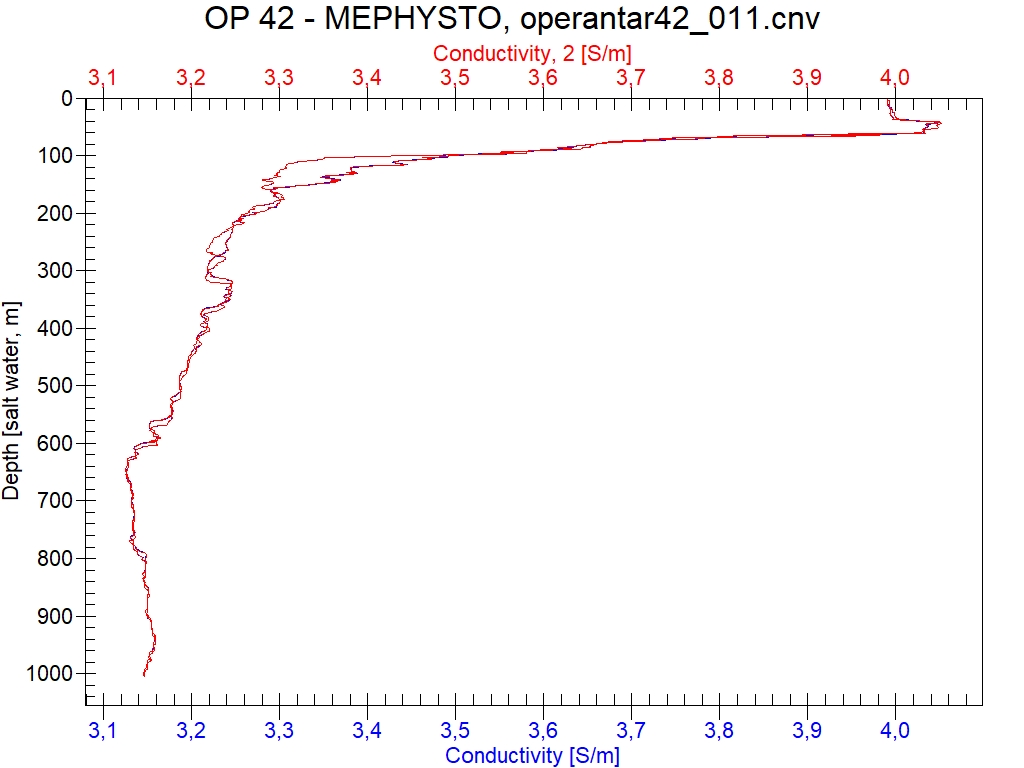 OP 42 - MEPHYSTO, operantar42_011.cnv
Conductivity, 2 [S/m]
3,1 3,2 3,3 3,4 3,5 3,6 3,7 3,8 3,9 4,0
0
100
200
300
400
500
600
700
800
900
1000
Depth [salt water, m]
3,1 3,2 3,3 3,4 3,5 3,6 3,7 3,8 3,9 4,0
Conductivity [S/m]